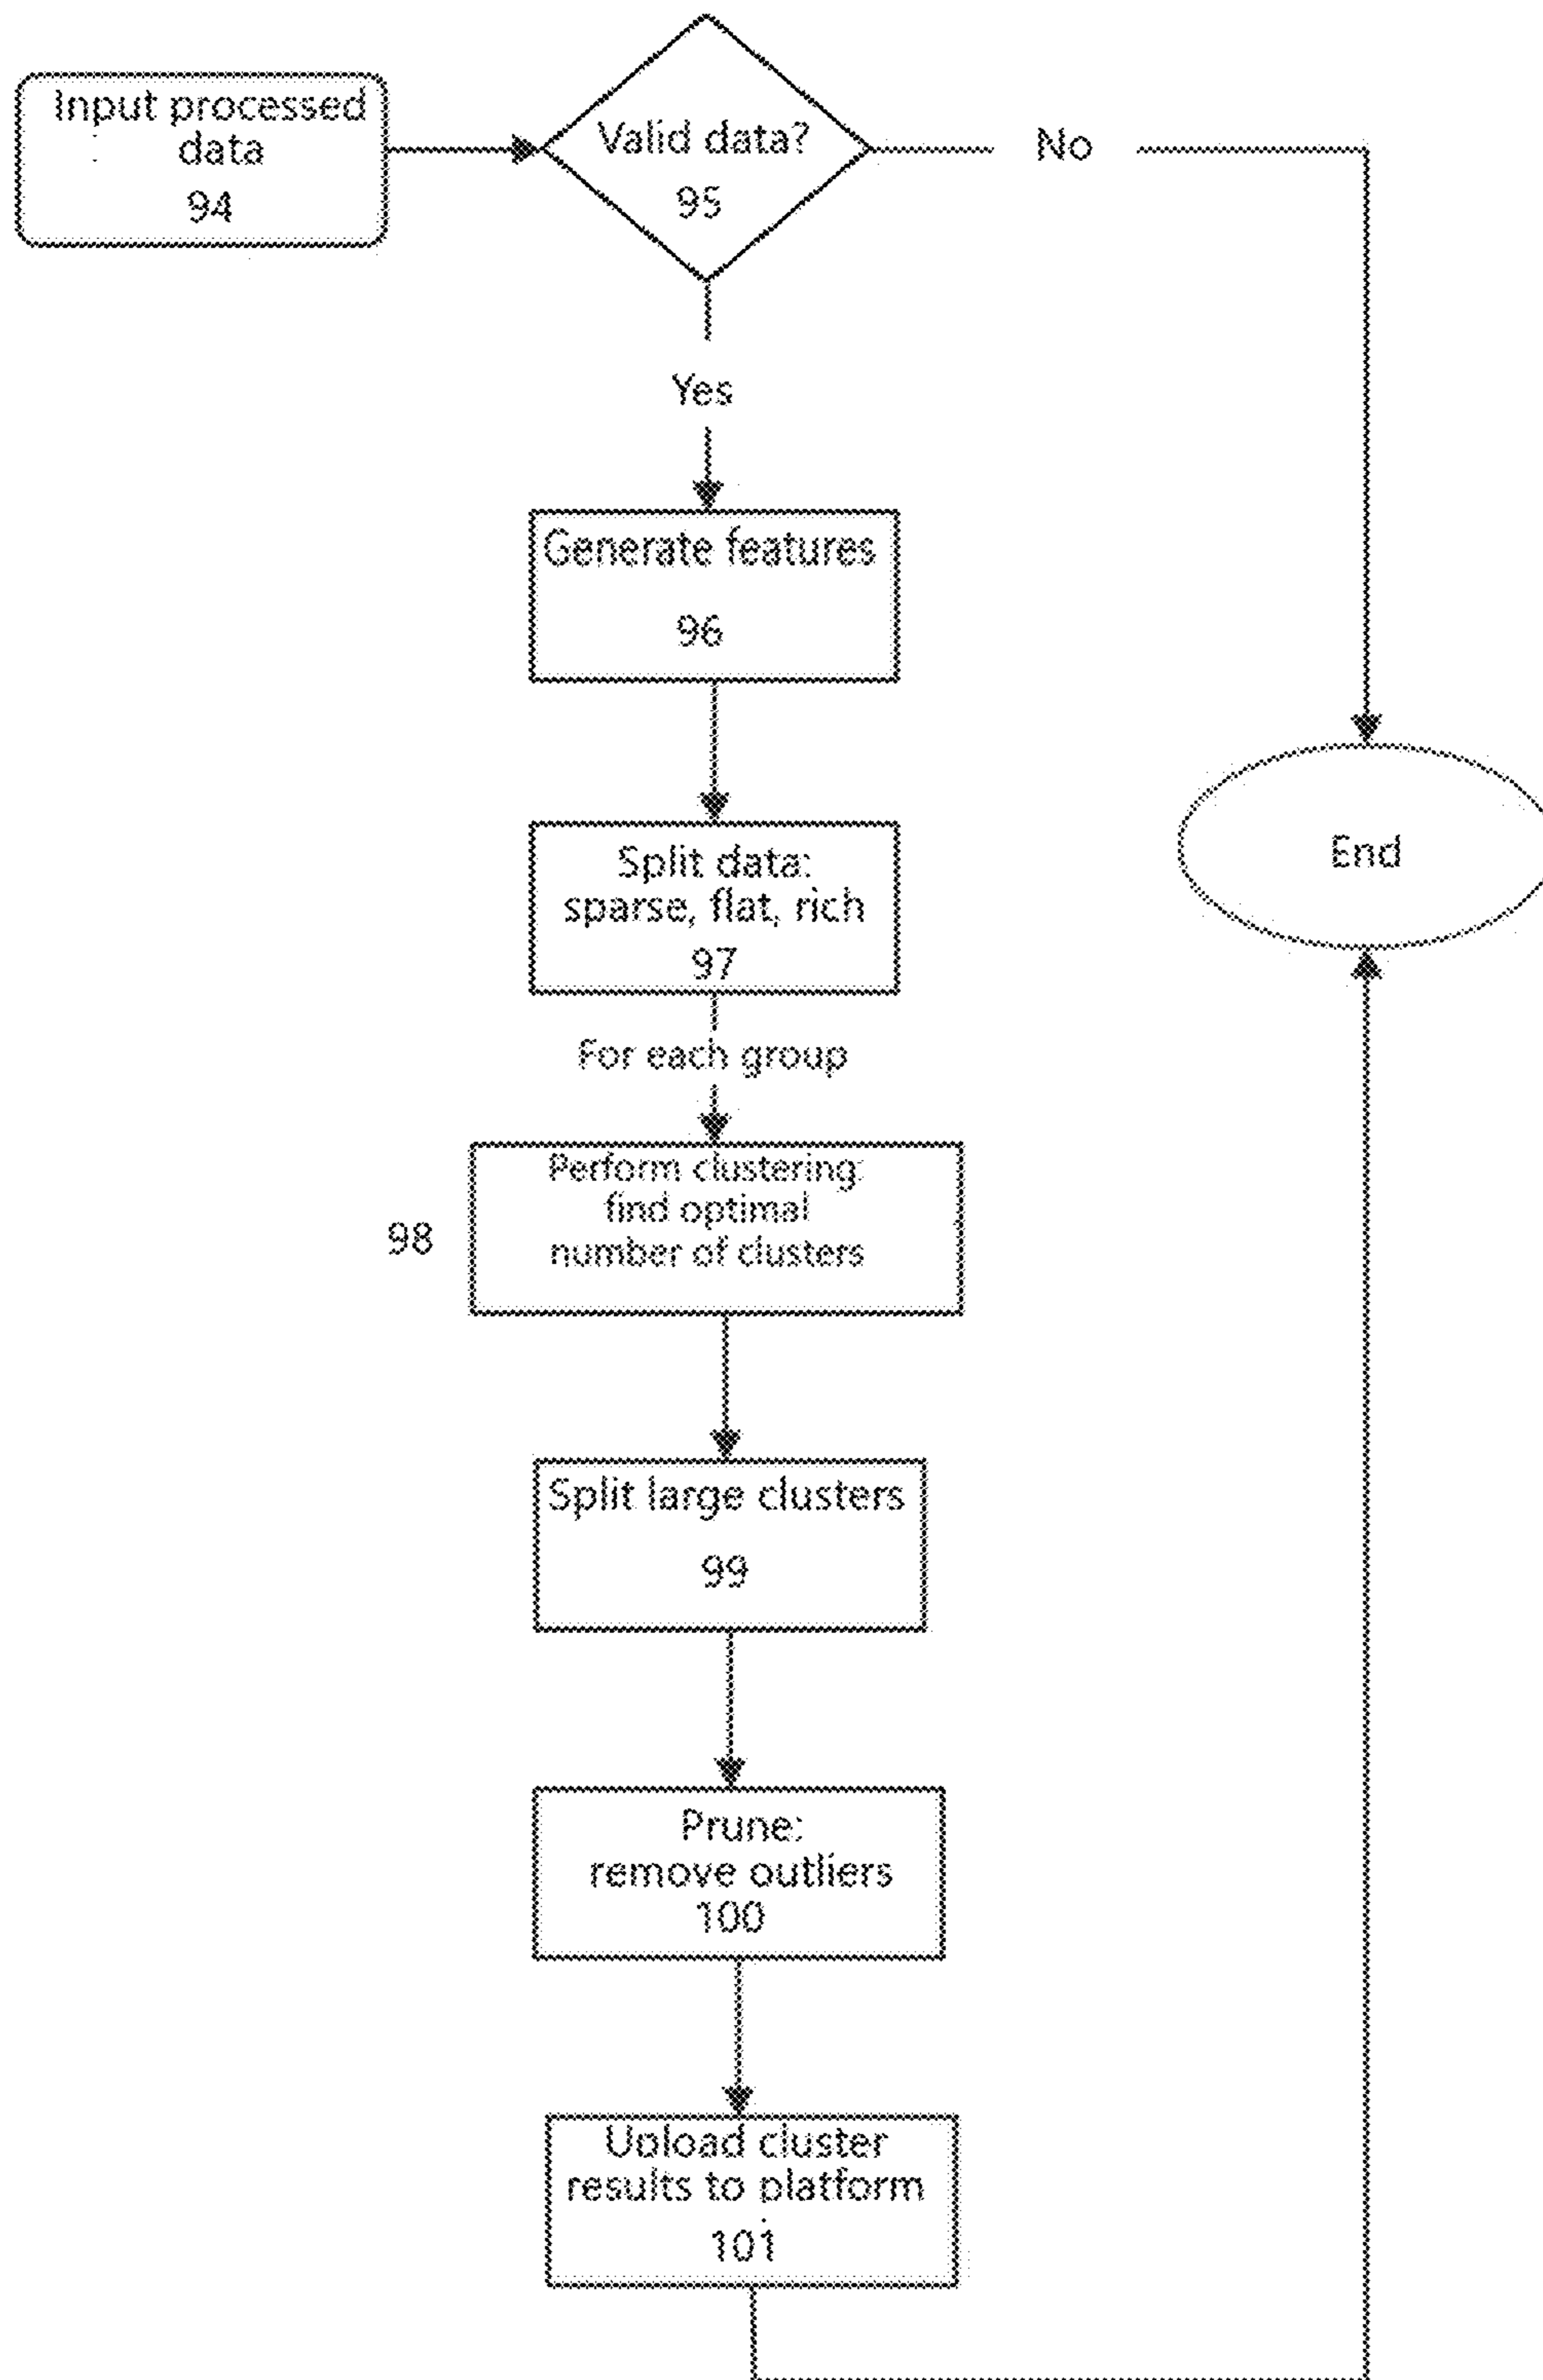 Input processed
data
94
Valid data?
95
No
Yes
Generate features
96
Split data:
sparse, flat, rich
97
End
For each group
Perform clustering:
find optimal
number of clusters
98
Split large clusters
99
Prune:
remove outliers
100
Upload cluster
results to platform
101